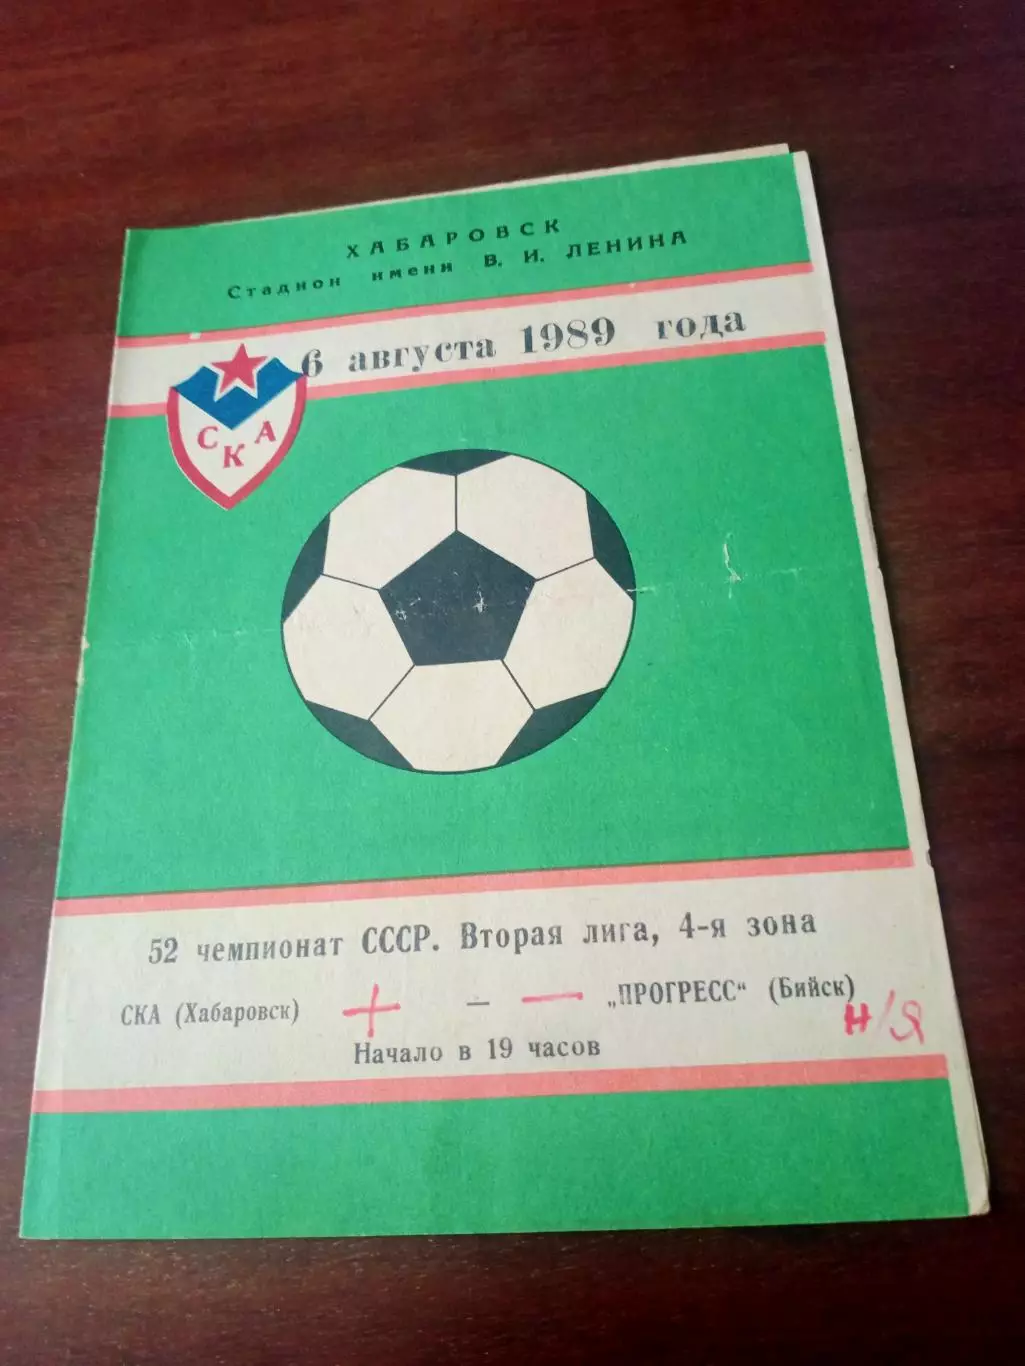 ХАБАРОВСК
Стадион имени В. И. ЛЕНИНА
6 августа 1989 года
СКА
52 чемпионат СССР. Вторая лига, 4-я зона
СКА (Хабаровск) + – — „ПРОГРЕСС“ (Бийск)
н/я
Начало в 19 часов